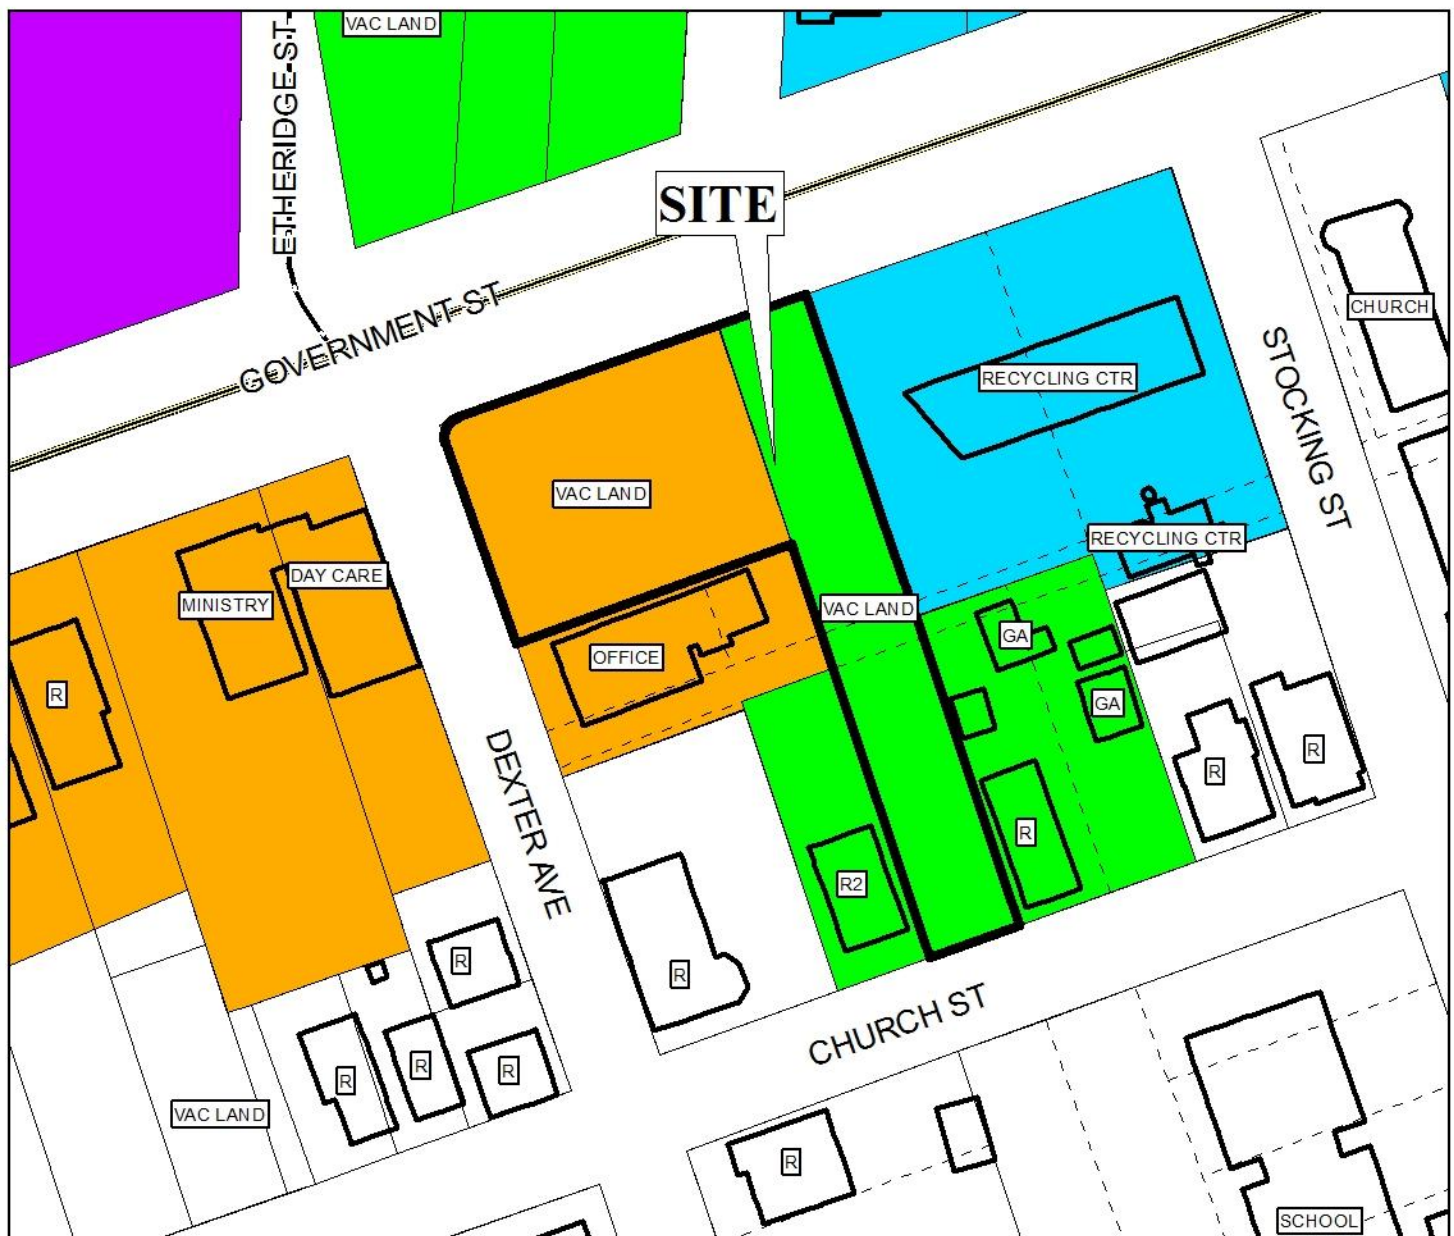 VAC LAND
ETHERIDGE ST
SITE
GOVERNMENT ST
CHURCH
RECYCLING CTR
STOCKING ST
VAC LAND
RECYCLING CTR
DAY CARE
MINISTRY
VAC LAND
GA
OFFICE
R
GA
DEXTER AVE
R
R
R
R2
R
R
CHURCH ST
R
R
R
VAC LAND
R
SCHOOL